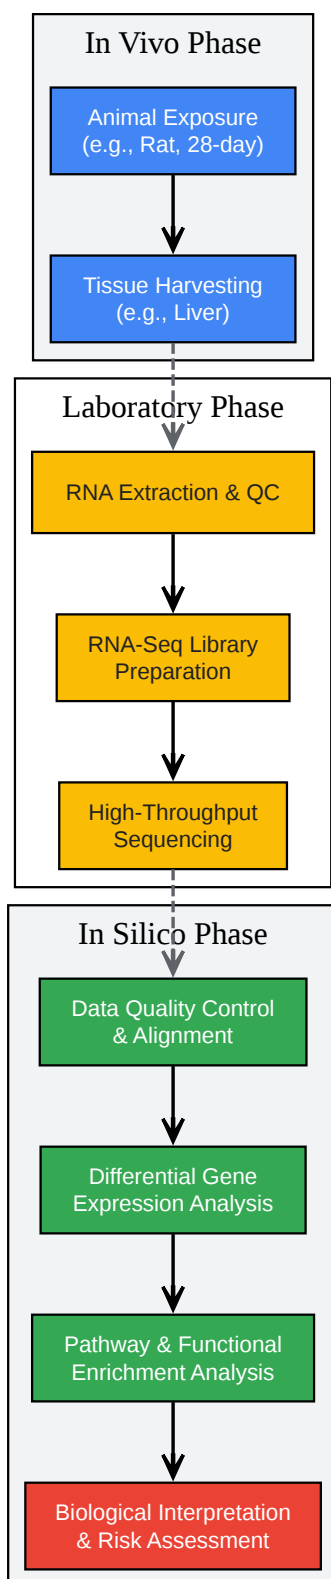 In Vivo Phase
Animal Exposure
(e.g., Rat, 28-day)
Tissue Harvesting
(e.g., Liver)
Laboratory Phase
RNA Extraction & QC
RNA-Seq Library
Preparation
High-Throughput
Sequencing
In Silico Phase
Data Quality Control
& Alignment
Differential Gene
Expression Analysis
Pathway & Functional
Enrichment Analysis
Biological Interpretation
& Risk Assessment